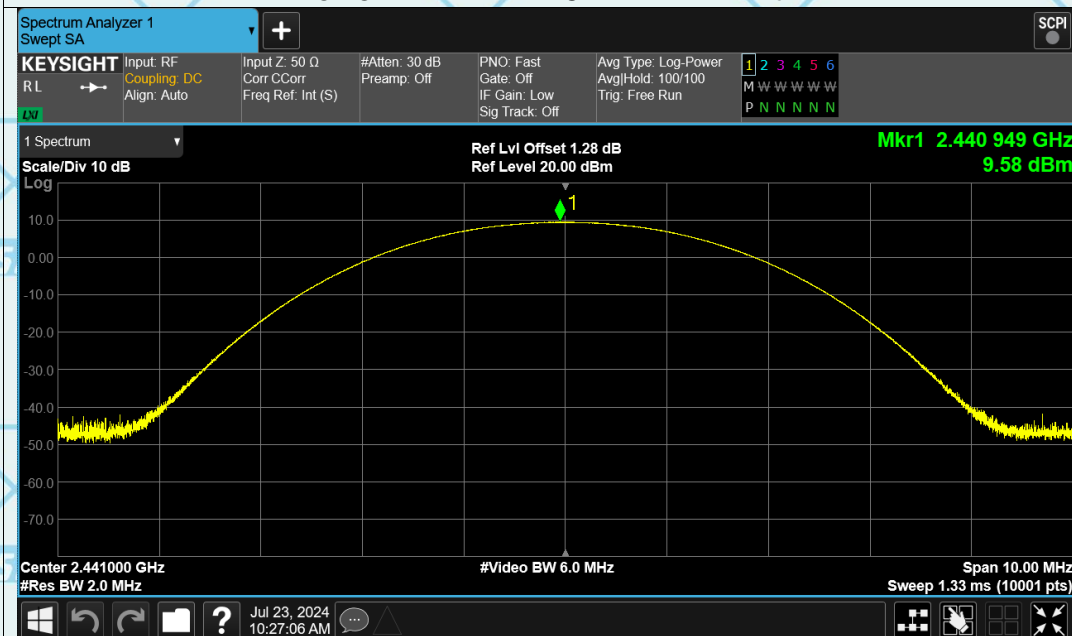 Spectrum Analyzer 1
Swept SA
+
SCPI
KEYSIGHT
RL
LXI
Input: RF
Coupling: DC
Align: Auto
Input Z: 50 Ω
Corr CCorr
Freq Ref: Int (S)
#Atten: 30 dB
Preamp: Off
PNO: Fast
Gate: Off
IF Gain: Low
Sig Track: Off
Avg Type: Log-Power
Avg|Hold: 100/100
Trig: Free Run
1 2 3 4 5 6
M W W W W W
P N N N N N
1 Spectrum
Scale/Div 10 dB
Log
Ref Lvl Offset 1.28 dB
Ref Level 20.00 dBm
Mkr1 2.440 949 GHz
9.58 dBm
1
10.0
0.00
-10.0
-20.0
-30.0
-40.0
-50.0
-60.0
-70.0
Center 2.441000 GHz
#Video BW 6.0 MHz
Span 10.00 MHz
#Res BW 2.0 MHz
Sweep 1.33 ms (10001 pts)
?
Jul 23, 2024
10:27:06 AM